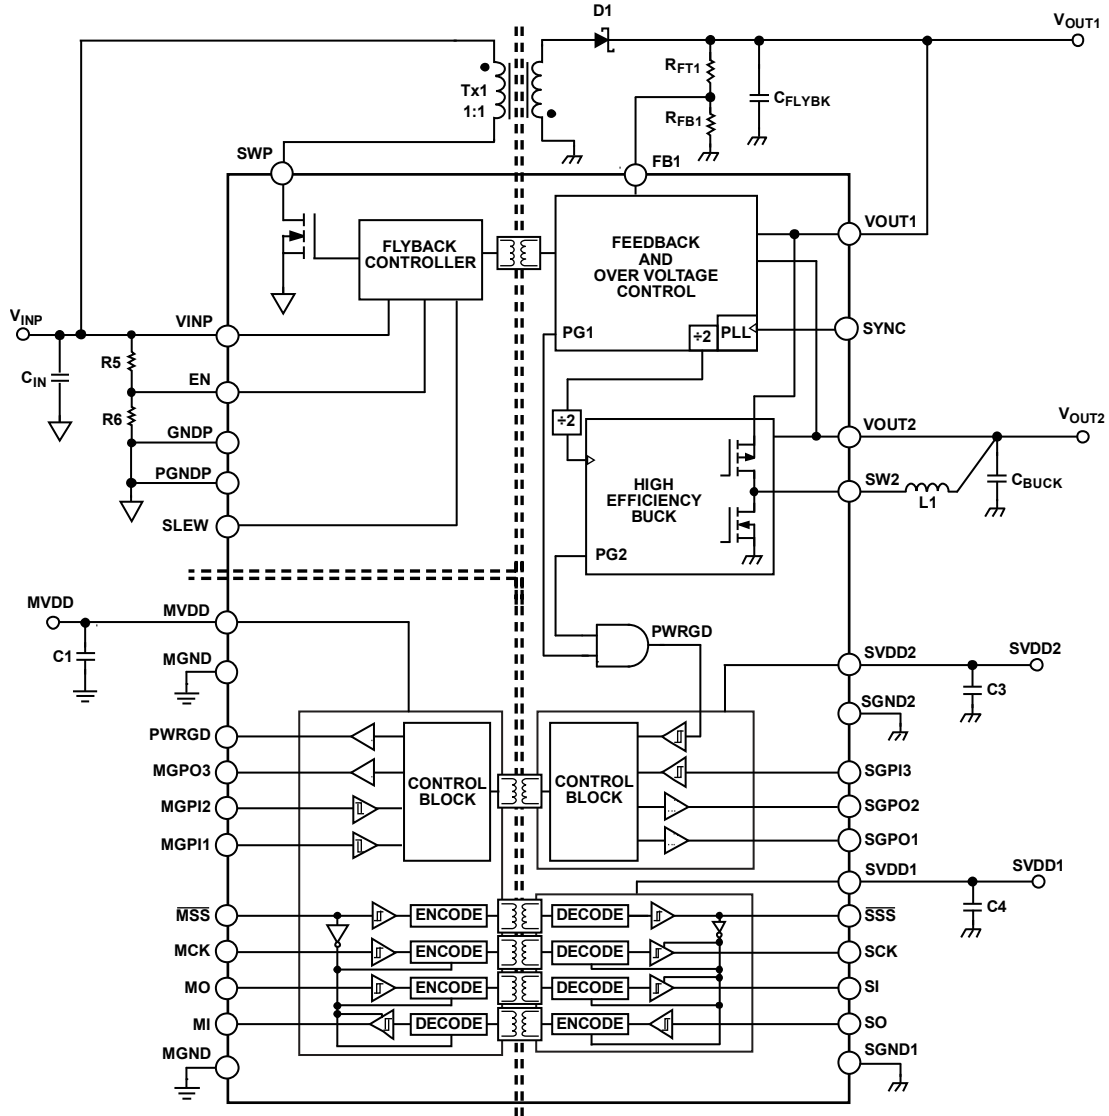 D1
VOUT1
Tx1
1:1
RFT1
CFLYBK
RFB1
SWP
FB1
FLYBACK
CONTROLLER
FEEDBACK
AND
OVER VOLTAGE
CONTROL
VOUT1
VINP
VINP
PG1
÷2
PLL
SYNC
R5
CIN
EN
R6
÷2
GNDP
VOUT2
VOUT2
PGNDP
HIGH
EFFICIENCY
BUCK
SW2
L1
CBUCK
SLEW
PG2
MVDD
MVDD
C1
PWRGD
MGND
SVDD2
SVDD2
C3
SGND2
PWRGD
MGPO3
MGPI2
MGPI1
CONTROL
BLOCK
CONTROL
BLOCK
SGPI3
SGPO2
SGPO1
SVDD1
SVDD1
C4
MSS
ENCODE
DECODE
SSS
MCK
ENCODE
DECODE
SCK
MO
ENCODE
DECODE
SI
MI
DECODE
ENCODE
SO
MGND
SGND1